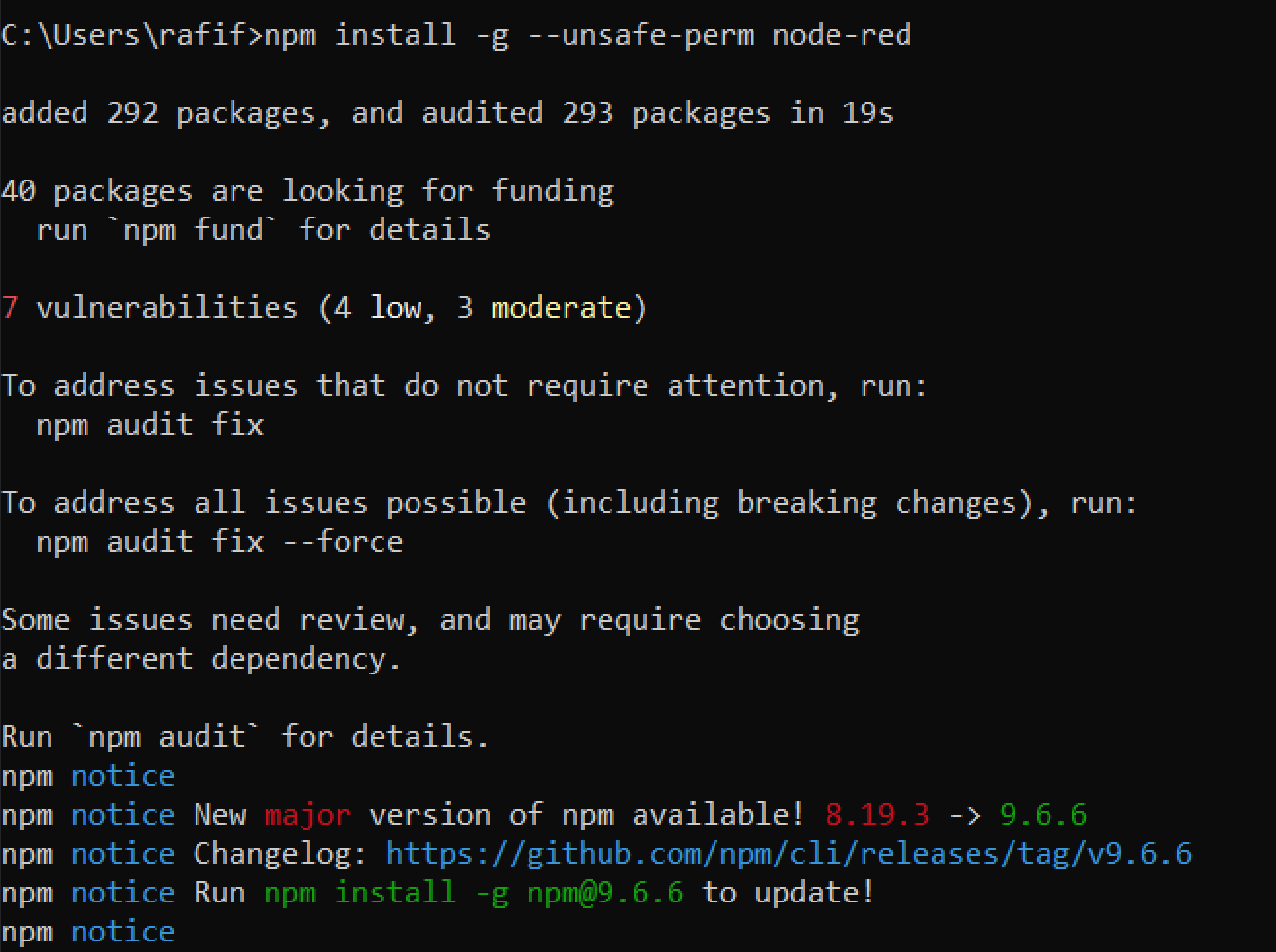 C:\Users\rafif>npm install -g --unsafe-perm node-red
added 292 packages, and audited 293 packages in 19s
40 packages are looking for funding
  run `npm fund` for details
7 vulnerabilities (4 low, 3 moderate)
To address issues that do not require attention, run:
  npm audit fix
To address all issues possible (including breaking changes), run:
  npm audit fix --force
Some issues need review, and may require choosing
a different dependency.
Run `npm audit` for details.
npm notice
npm notice New major version of npm available! 8.19.3 -> 9.6.6
npm notice Changelog: https://github.com/npm/cli/releases/tag/v9.6.6
npm notice Run npm install -g npm@9.6.6 to update!
npm notice